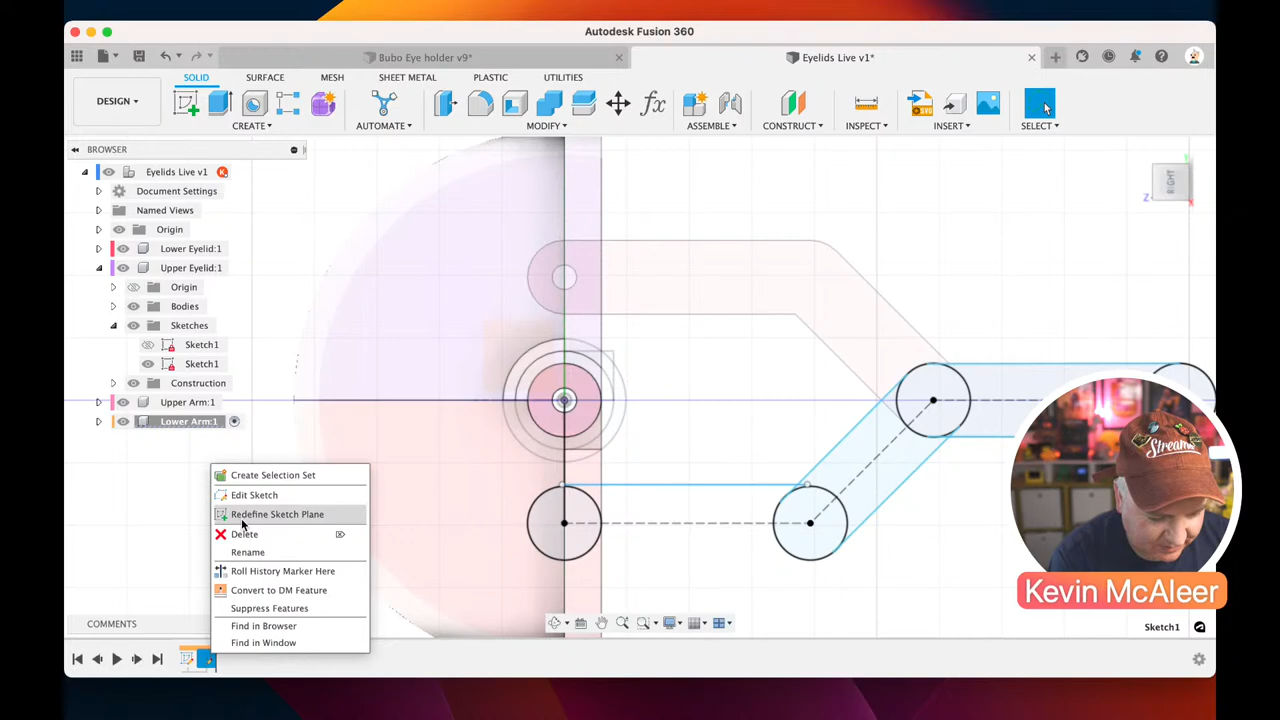 Autodesk Fusion 360
Bubo Eye holder v9*
Eyelids Live v1*
SOLID
SURFACE
MESH
SHEET METAL
PLASTIC
UTILITIES
DESIGN
CREATE
AUTOMATE
MODIFY
ASSEMBLE
CONSTRUCT
INSPECT
INSERT
SELECT
BROWSER
Eyelids Live v1
K
Document Settings
Named Views
Origin
Lower Eyelid:1
Upper Eyelid:1
Origin
Bodies
Sketches
Sketch1
Sketch1
Construction
Upper Arm:1
Lower Arm:1
RIGHT
Z
Y
X
Create Selection Set
Edit Sketch
Redefine Sketch Plane
Delete
Rename
Roll History Marker Here
Convert to DM Feature
Suppress Features
Find in Browser
Find in Window
Streams
Kevin McAleer
COMMENTS
Sketch1